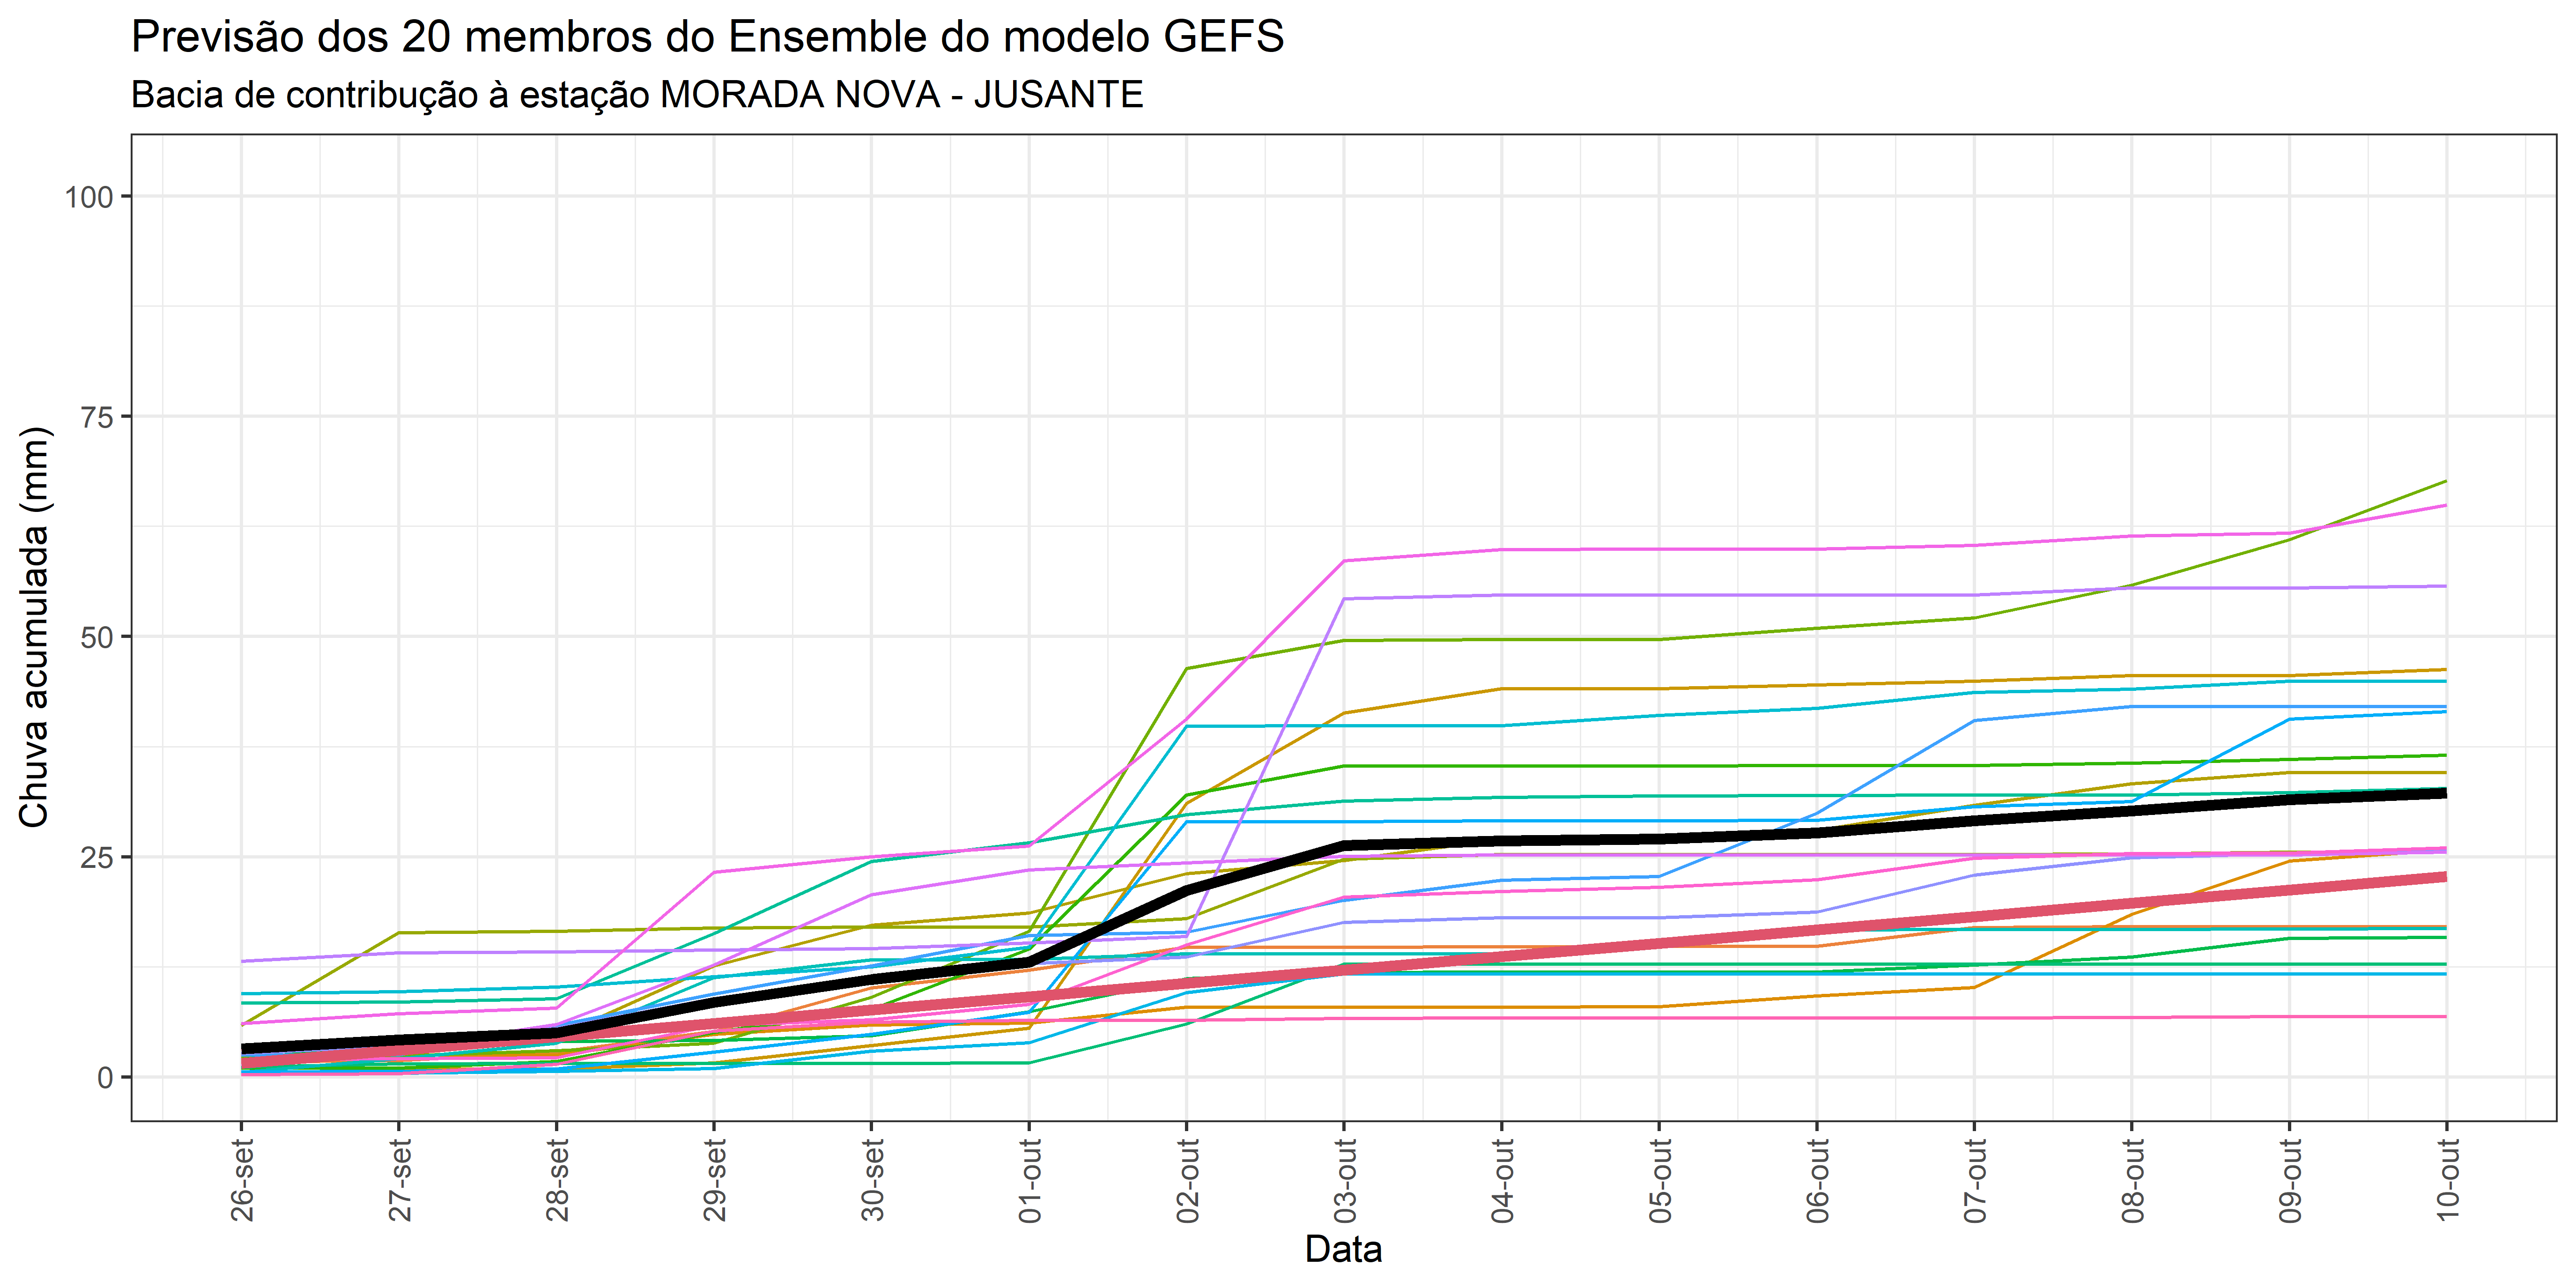 Previsão dos 20 membros do Ensemble do modelo GEFS
Bacia de contribução à estação MORADA NOVA - JUSANTE
Chuva acumulada (mm)
100
75
50
25
0
26-set
27-set
28-set
29-set
30-set
01-out
02-out
03-out
04-out
05-out
06-out
07-out
08-out
09-out
10-out
Data